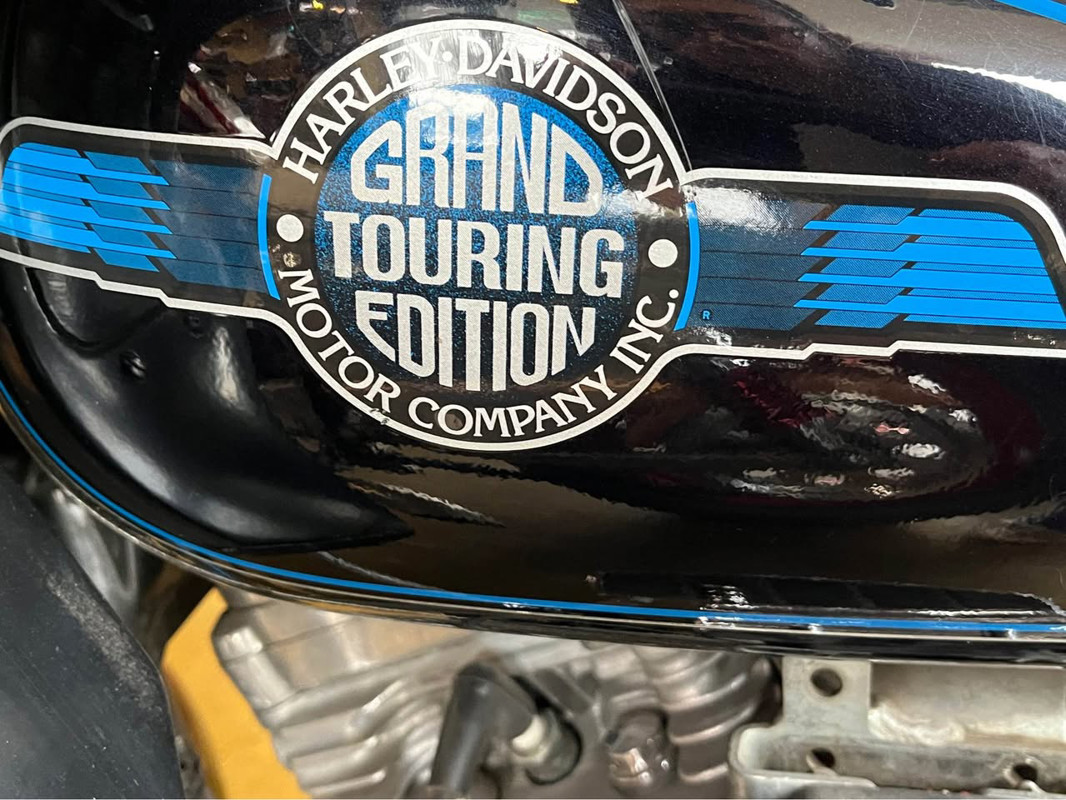 HARLEY·DAVIDSON
GRAND
TOURING
EDITION
MOTOR COMPANY INC.
R